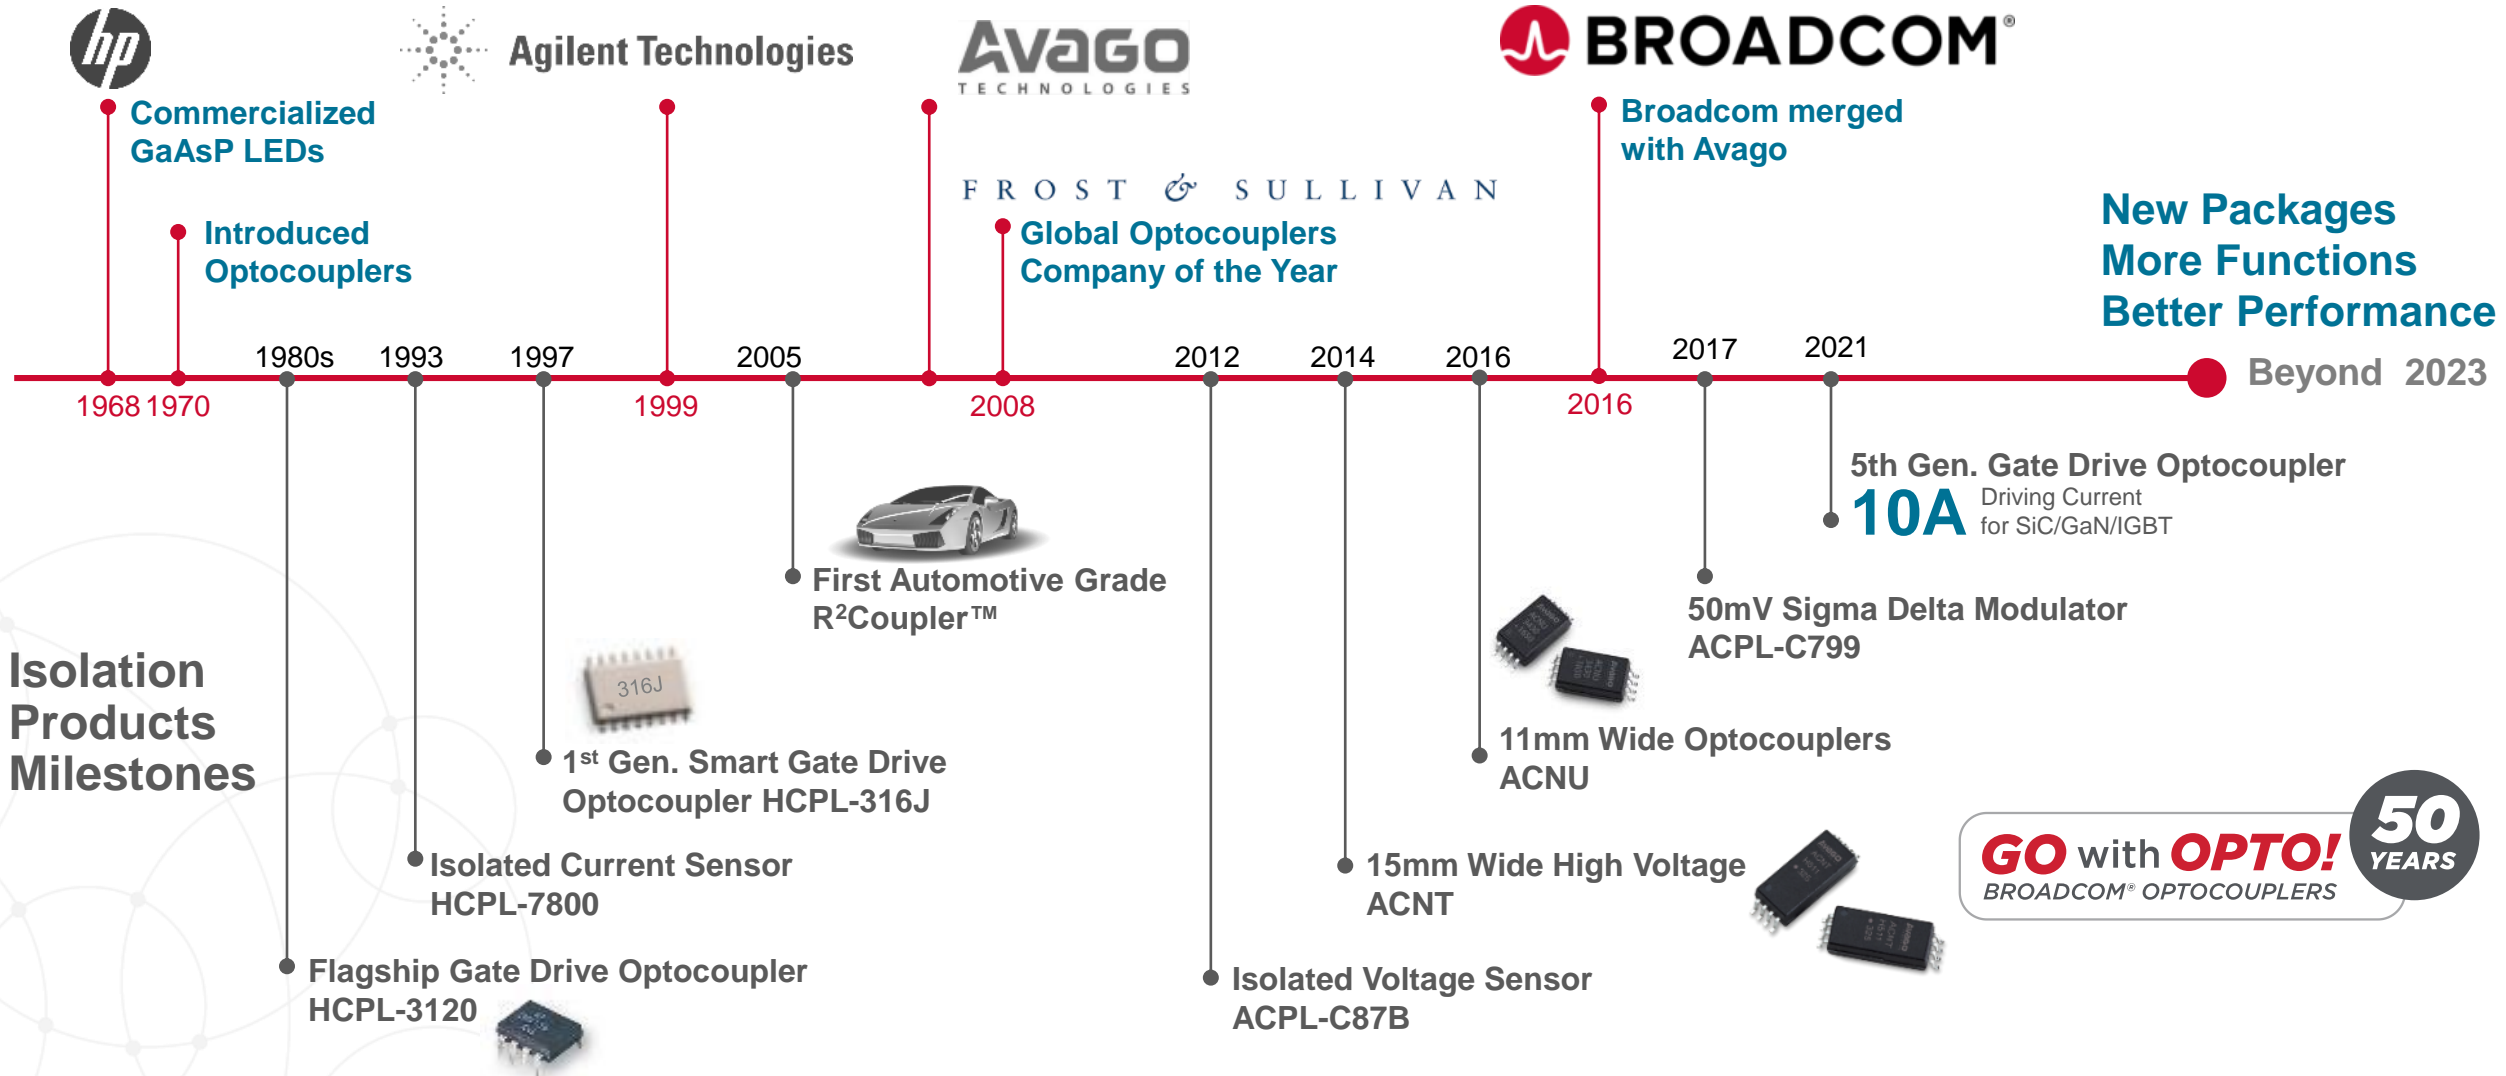 hp
Agilent Technologies
AVAGO
TECHNOLOGIES
BROADCOM®
Commercialized
GaAsP LEDs
Broadcom merged
with Avago
FROST & SULLIVAN
Introduced
Optocouplers
Global Optocouplers
Company of the Year
New Packages
More Functions
Better Performance
1980s 1993 1997 2005 2012 2014 2016 2017 2021
Beyond 2023
1968 1970 1999 2008 2016
5th Gen. Gate Drive Optocoupler
10A Driving Current
for SiC/GaN/IGBT
First Automotive Grade
R²Coupler™
50mV Sigma Delta Modulator
ACPL-C799
Isolation
Products
Milestones
316J
11mm Wide Optocouplers
ACNU
1st Gen. Smart Gate Drive
Optocoupler HCPL-316J
Isolated Current Sensor
HCPL-7800
15mm Wide High Voltage
ACNT
GO with OPTO!
BROADCOM® OPTOCOUPLERS
50
YEARS
Flagship Gate Drive Optocoupler
HCPL-3120
Isolated Voltage Sensor
ACPL-C87B